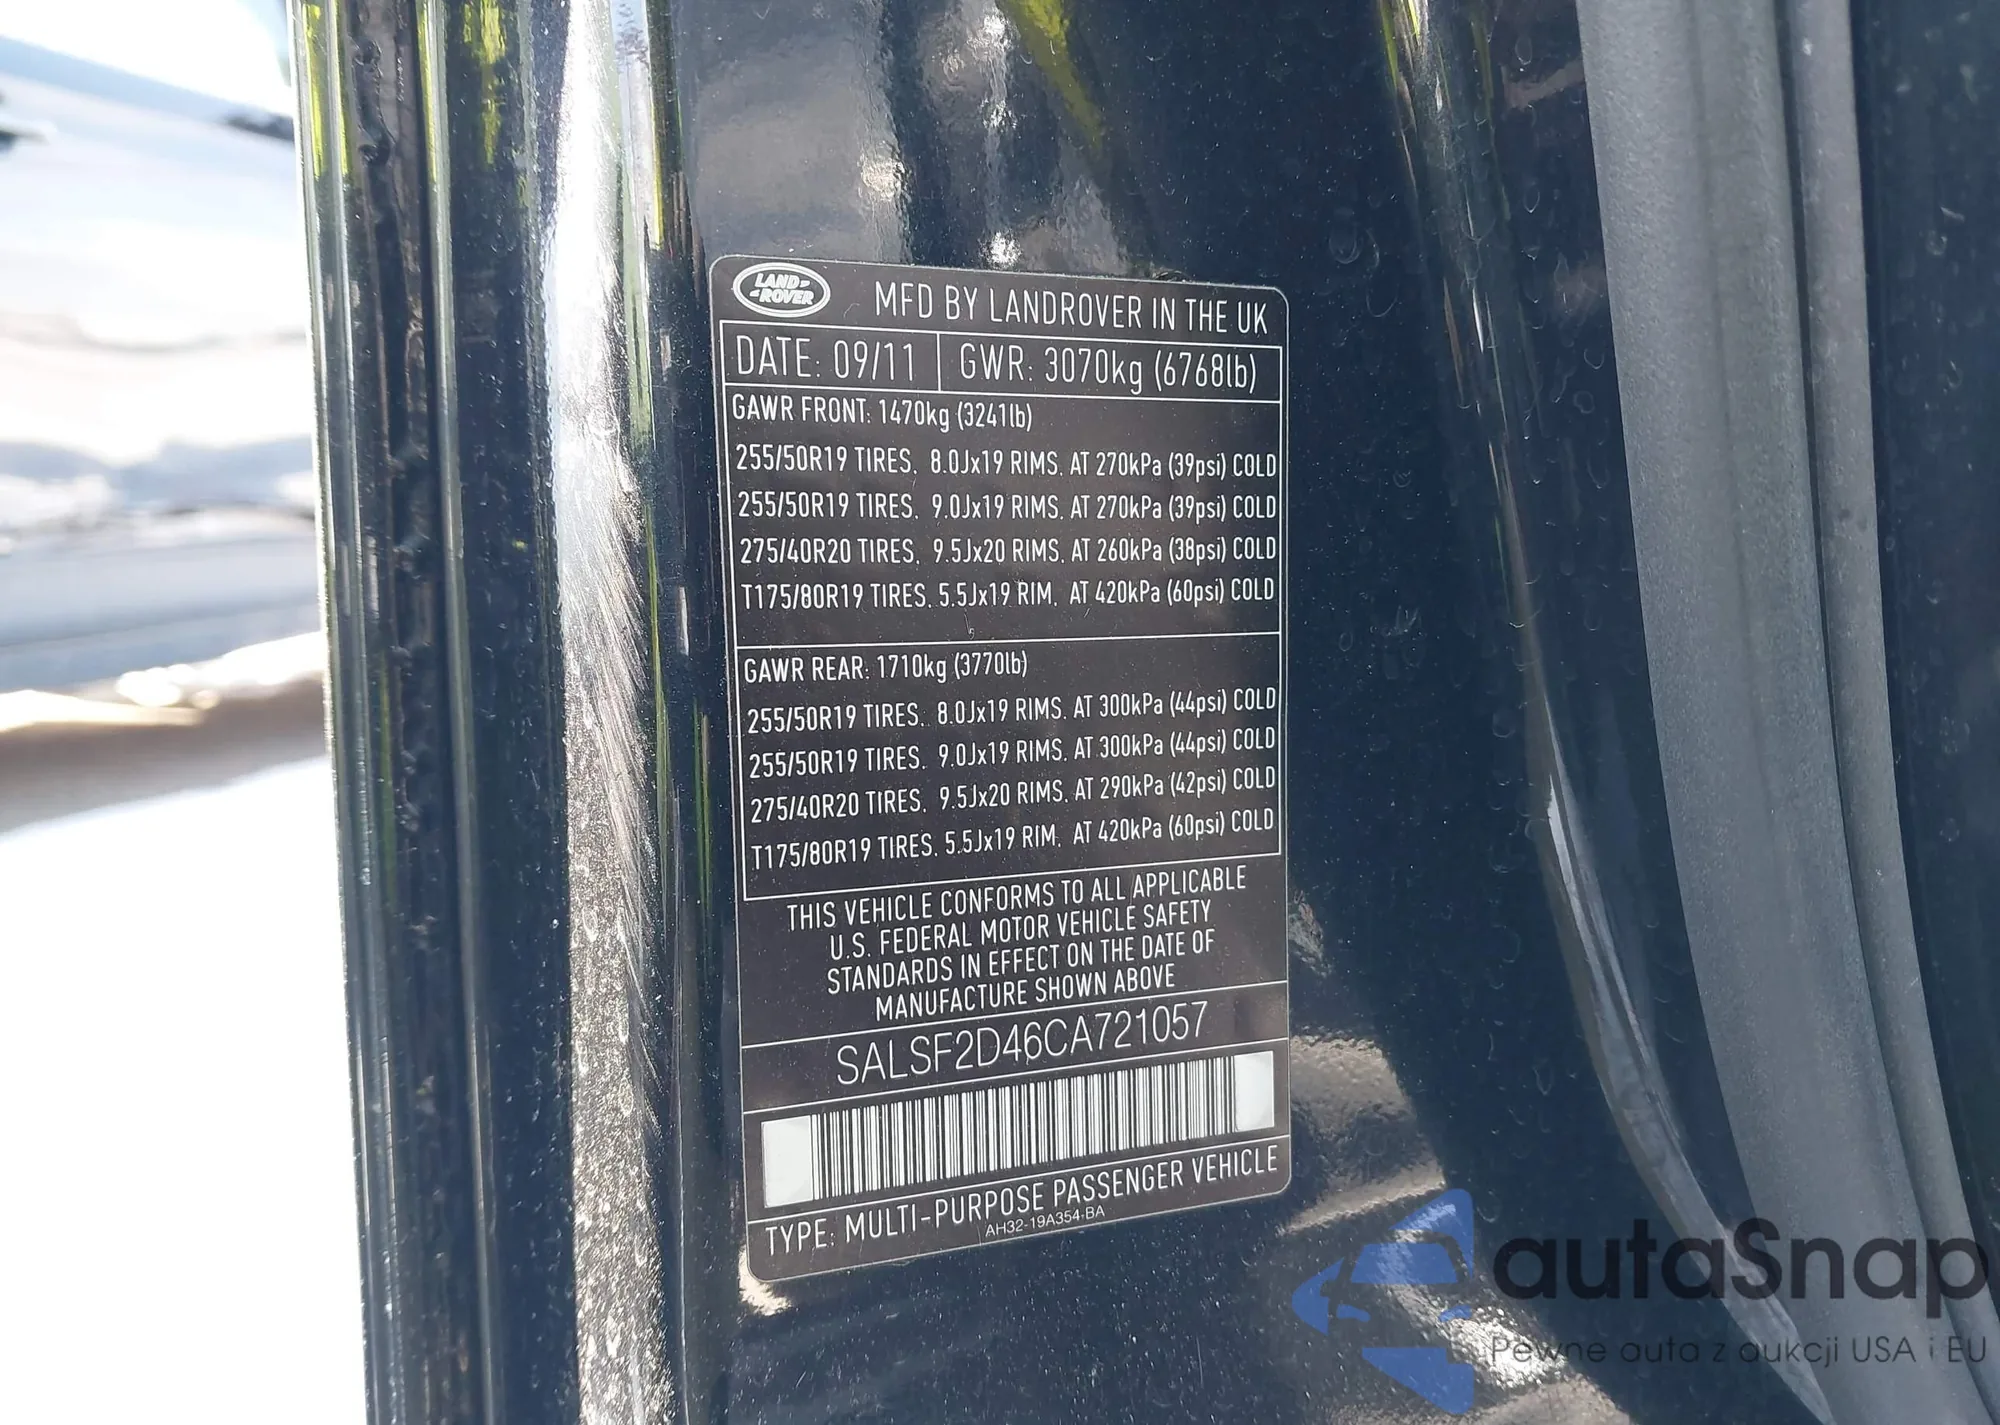 LAND-
-ROVER
MFD BY LANDROVER IN THE UK
DATE: 09/11
GWR: 3070kg (6768lb)
GAWR FRONT: 1470kg (3241lb)
255/50R19 TIRES, 8.0Jx19 RIMS, AT 270kPa (39psi) COLD
255/50R19 TIRES, 9.0Jx19 RIMS, AT 270kPa (39psi) COLD
275/40R20 TIRES, 9.5Jx20 RIMS, AT 260kPa (38psi) COLD
T175/80R19 TIRES, 5.5Jx19 RIM, AT 420kPa (60psi) COLD
GAWR REAR: 1710kg (3770lb)
255/50R19 TIRES, 8.0Jx19 RIMS, AT 300kPa (44psi) COLD
255/50R19 TIRES, 9.0Jx19 RIMS, AT 300kPa (44psi) COLD
275/40R20 TIRES, 9.5Jx20 RIMS, AT 290kPa (42psi) COLD
T175/80R19 TIRES, 5.5Jx19 RIM, AT 420kPa (60psi) COLD
THIS VEHICLE CONFORMS TO ALL APPLICABLE
U.S. FEDERAL MOTOR VEHICLE SAFETY
STANDARDS IN EFFECT ON THE DATE OF
MANUFACTURE SHOWN ABOVE
SALSF2D46CA721057
TYPE: MULTI-PURPOSE PASSENGER VEHICLE
AH32-19A354-BA
autaSnap
Pewne auta z aukcji USA i EU